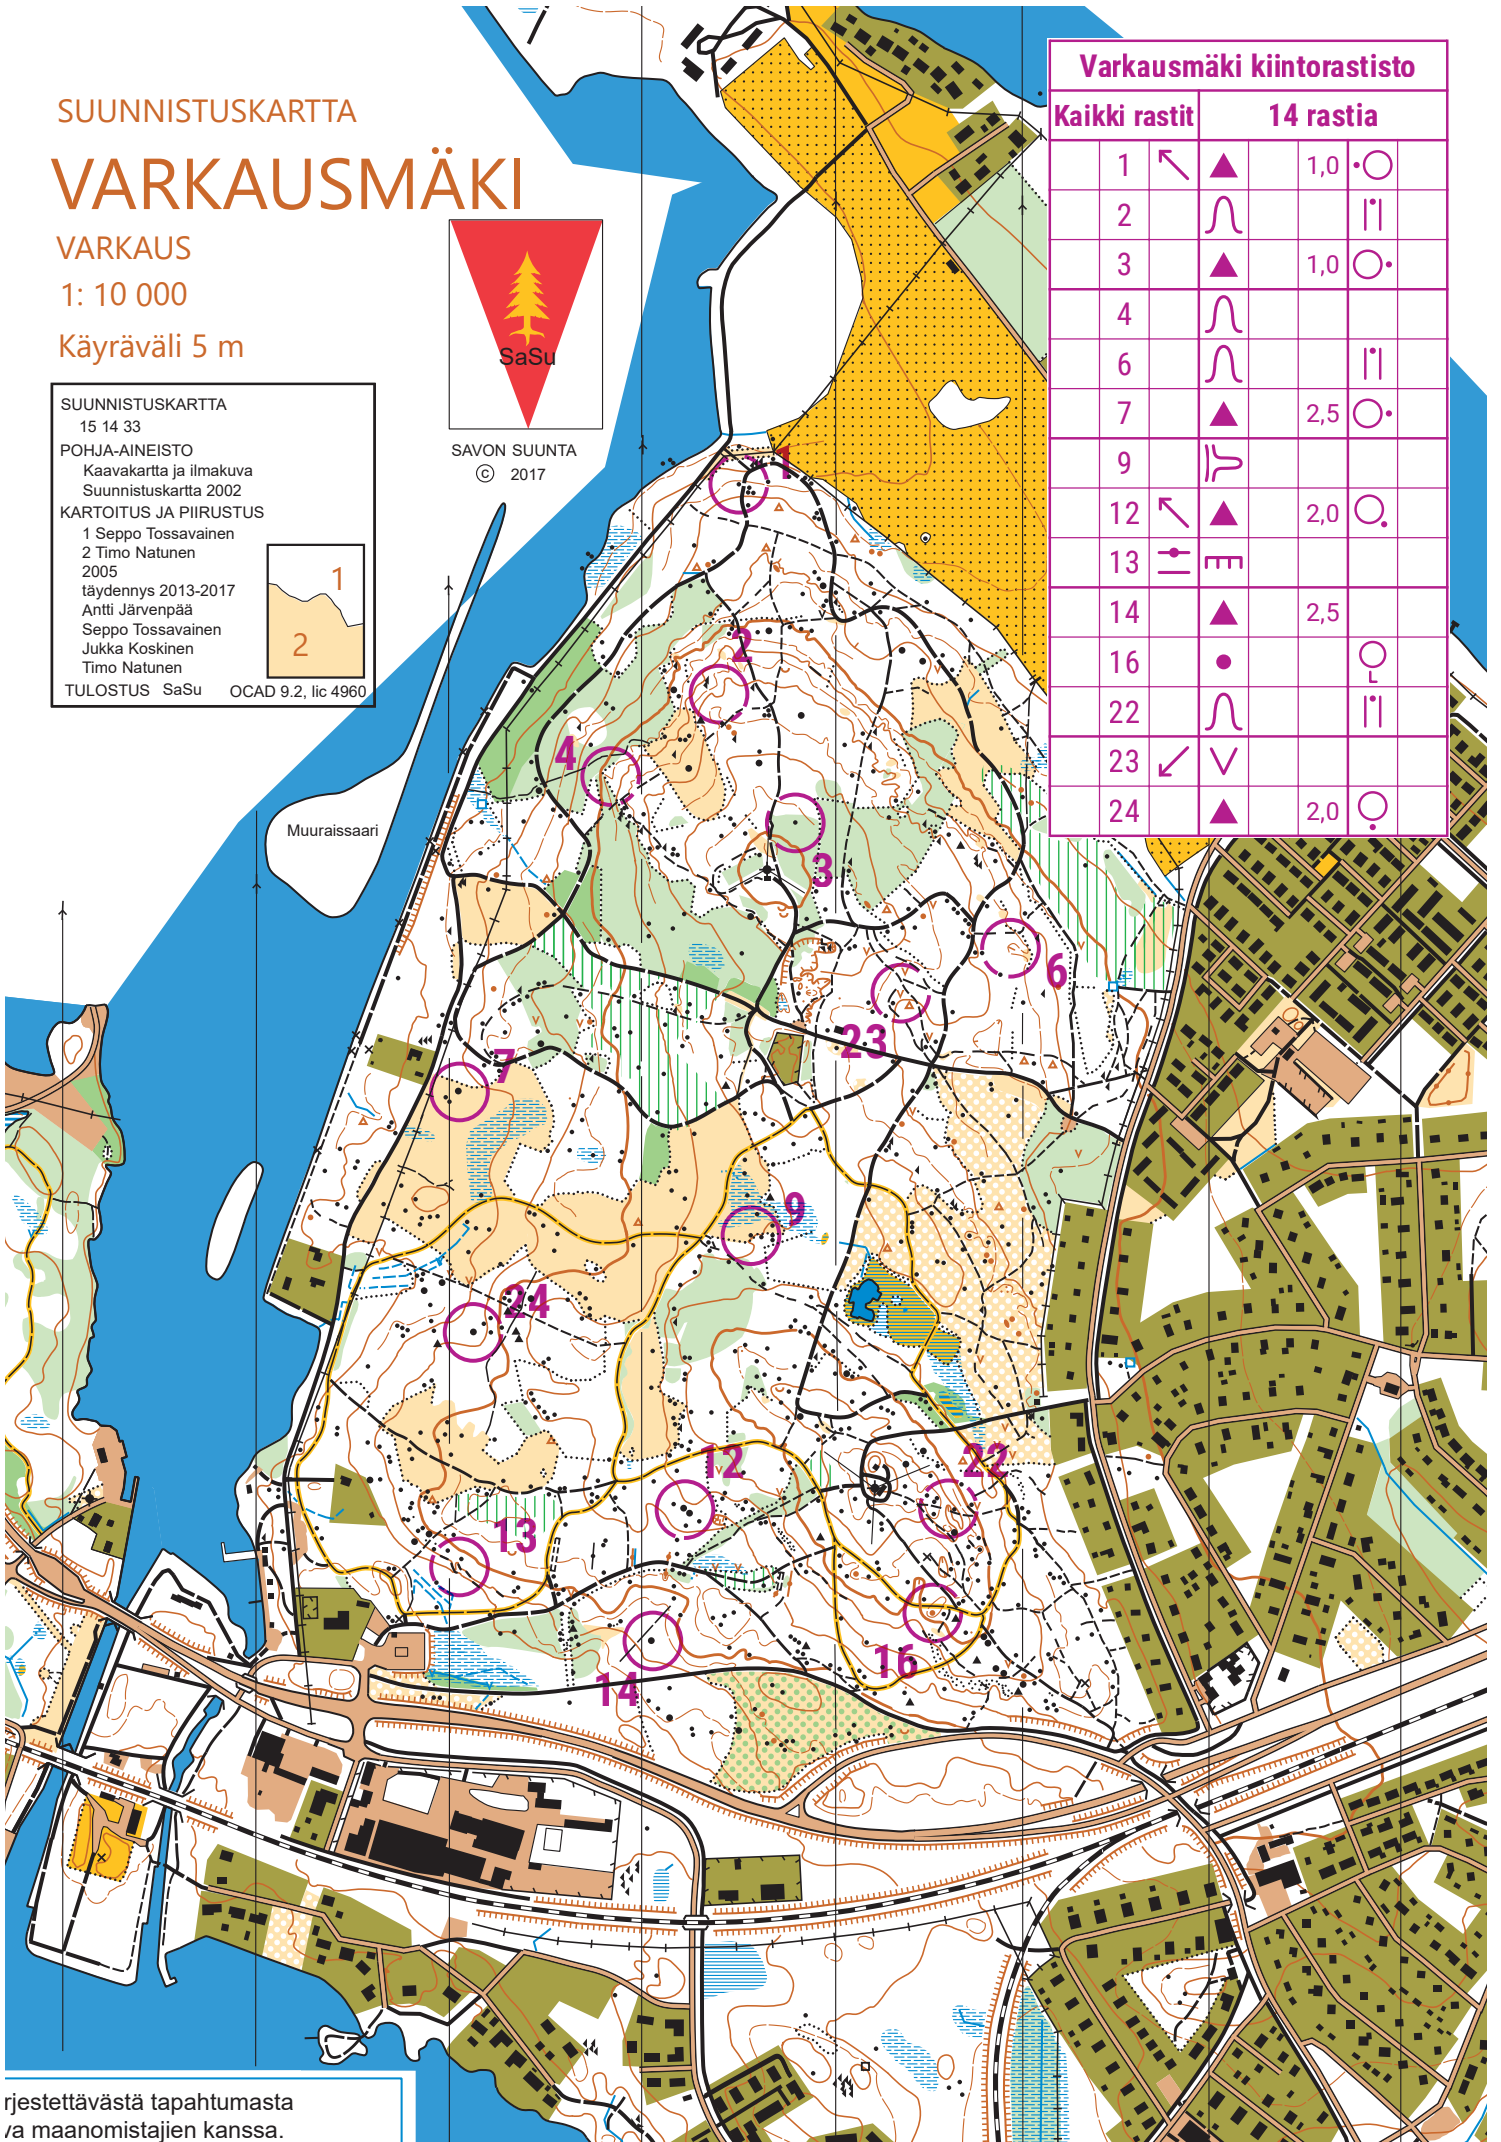 SUUNNISTUSKARTTA
VARKAUSMÄKI
VARKAUS
1: 10 000
Käyräväli 5 m
SaSu
SAVON SUUNTA
© 2017
SUUNNISTUSKARTTA
15 14 33
POHJA-AINEISTO
Kaavakartta ja ilmakuva
Suunnistuskartta 2002
KARTOITUS JA PIIRUSTUS
1 Seppo Tossavainen
2 Timo Natunen
2005
täydennys 2013-2017
Antti Järvenpää
Seppo Tossavainen
Jukka Koskinen
Timo Natunen
TULOSTUS SaSu OCAD 9.2, lic 4960
1
2
Varkausmäki kiintorastisto
Kaikki rastit 14 rastia
1 1,0
2
3 1,0
4
6
7 2,5
9
12 2,0
13
14 2,5
16
22
23
24 2,0
Muuraissaari
1
2
4
3
6
23
7
9
24
12
22
13
16
14
rjestettävästä tapahtumasta
va maanomistajien kanssa.